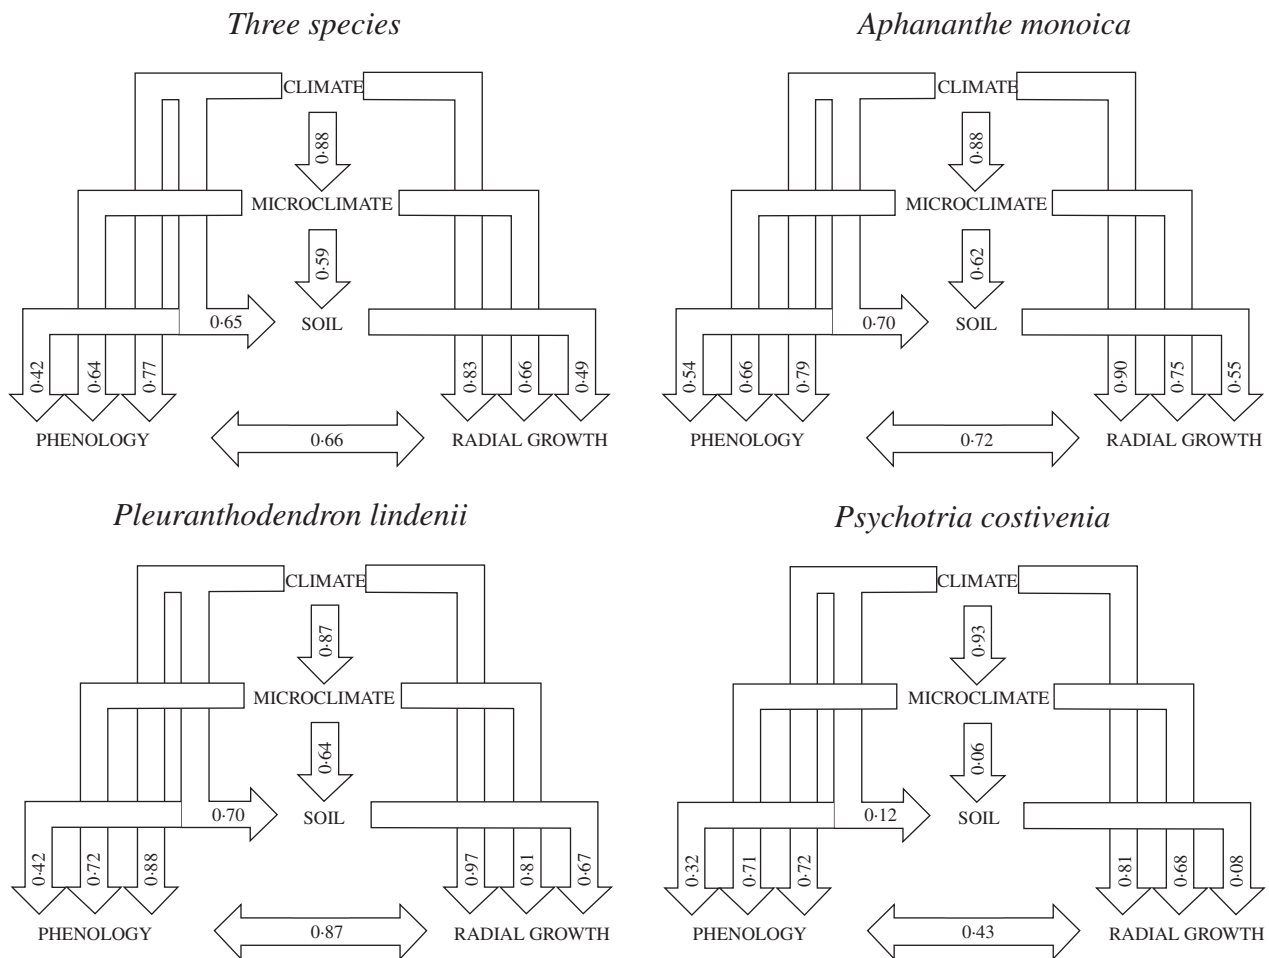 Three species
CLIMATE
0·88
MICROCLIMATE
0·59
0·65
SOIL
0·42
0·64
0·77
0·83
0·66
0·49
PHENOLOGY
0·66
RADIAL GROWTH
Aphananthe monoica
CLIMATE
0·88
MICROCLIMATE
0·62
0·70
SOIL
0·54
0·66
0·79
0·90
0·75
0·55
PHENOLOGY
0·72
RADIAL GROWTH
Pleuranthodendron lindenii
CLIMATE
0·87
MICROCLIMATE
0·64
0·70
SOIL
0·42
0·72
0·88
0·97
0·81
0·67
PHENOLOGY
0·87
RADIAL GROWTH
Psychotria costivenia
CLIMATE
0·93
MICROCLIMATE
0·06
0·12
SOIL
0·32
0·71
0·72
0·81
0·68
0·08
PHENOLOGY
0·43
RADIAL GROWTH